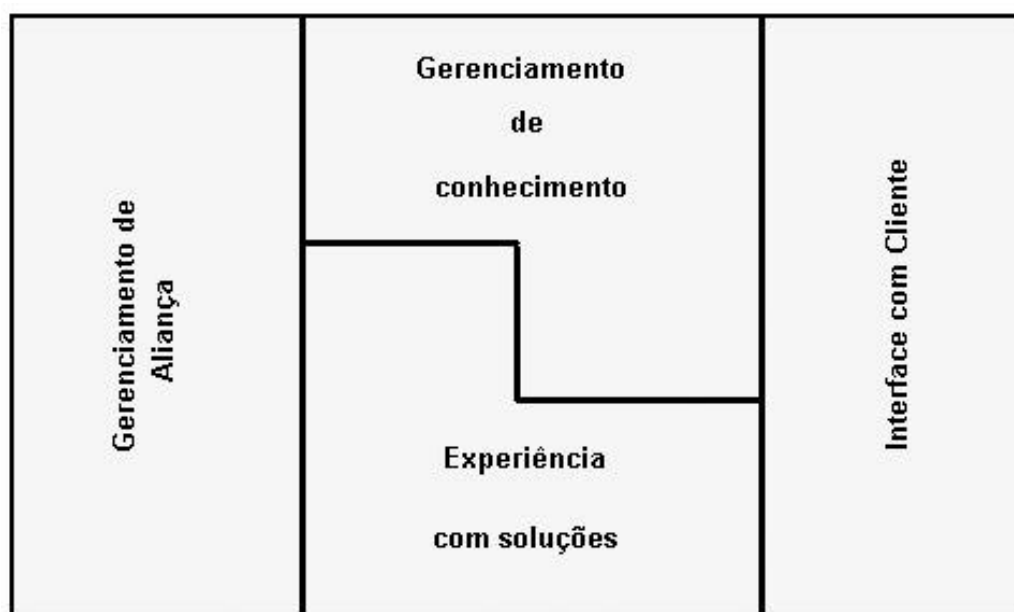 Gerenciamento de
Aliança
Gerenciamento
de
conhecimento
Experiência
com soluções
Interface com Cliente